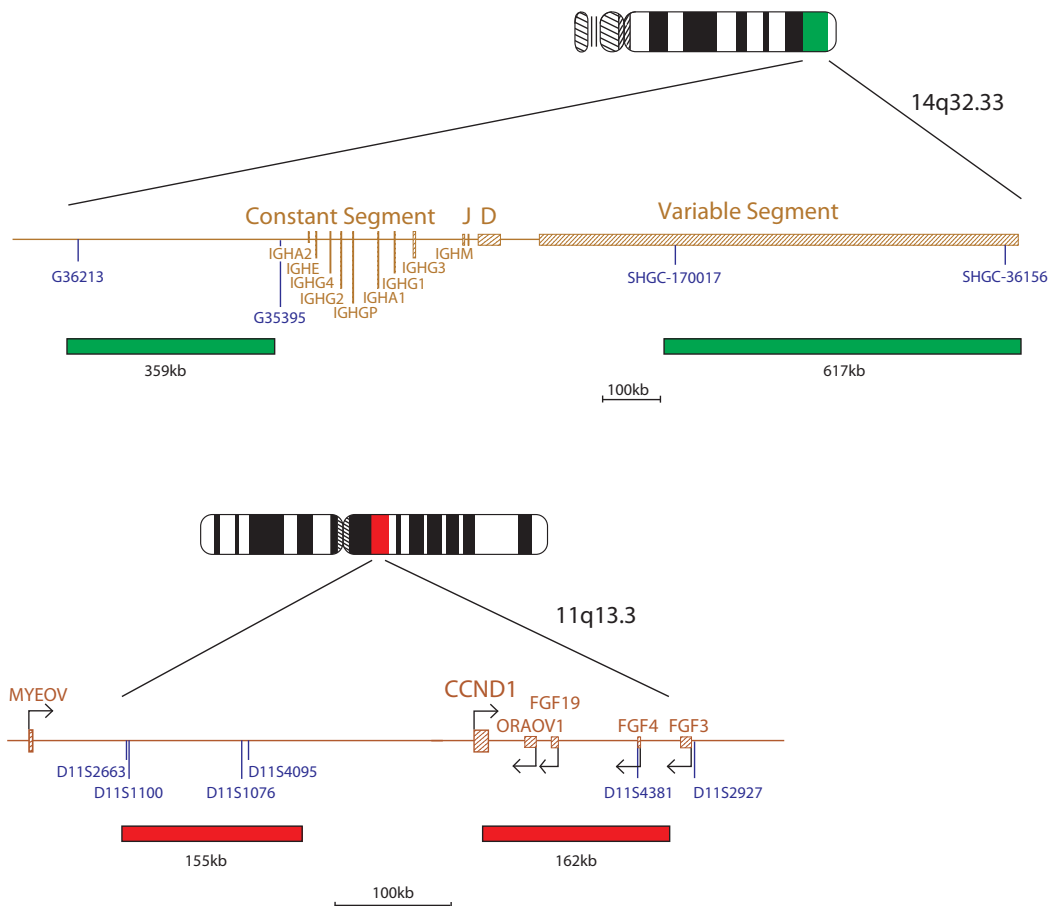 14q32.33
Constant Segment
J
D
Variable Segment
G36213
G35395
IGHA2
IGHE
IGHG4
IGHG2
IGHGP
IGHA1
IGHG1
IGHG3
IGHM
SHGC-170017
SHGC-36156
359kb
617kb
100kb
11q13.3
MYEOV
CCND1
FGF19
ORAOV1
FGF4
FGF3
D11S2663
D11S4095
D11S1100
D11S1076
D11S4381
D11S2927
155kb
162kb
100kb